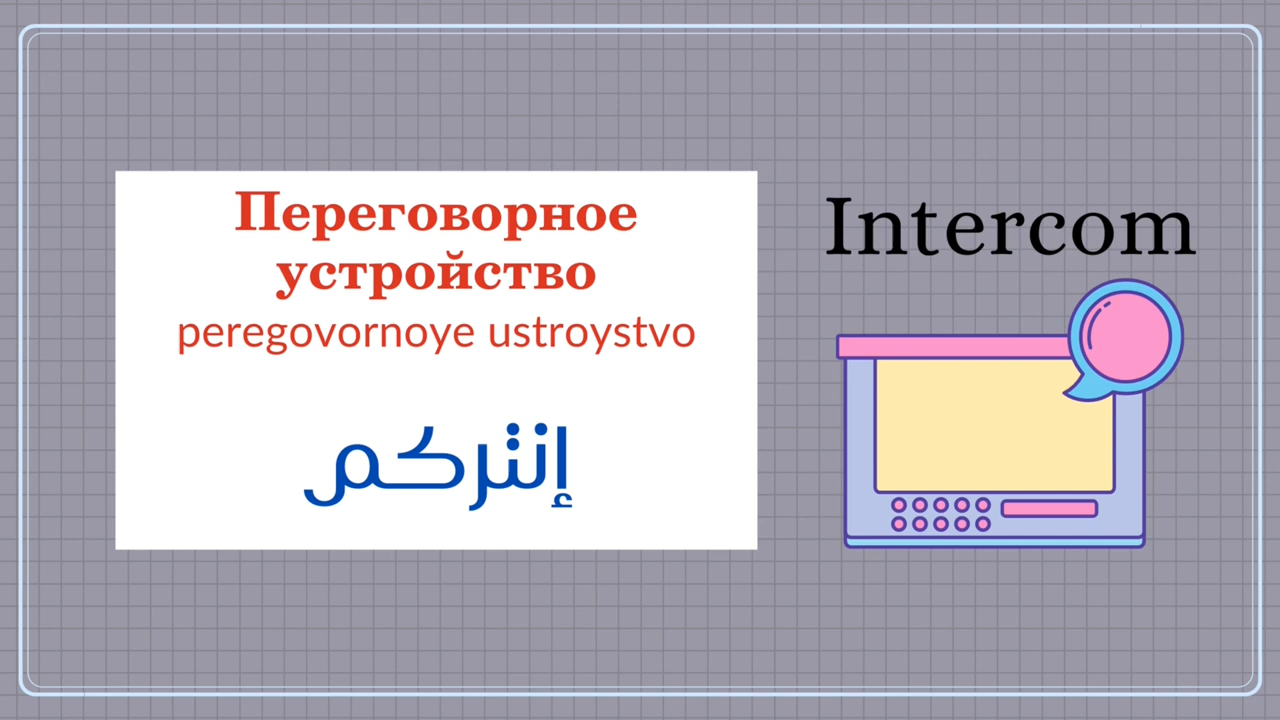 Переговорное
устройство
peregovornoye ustroystvo
إنتركم
Intercom